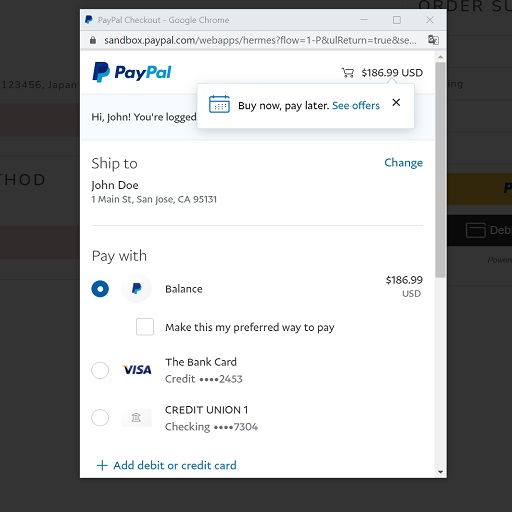 ORDER SU
PayPal Checkout - Google Chrome
sandbox.paypal.com/webapps/hermes?flow=1-P&ulReturn=true&se...
PayPal
$186.99 USD
123456, Japan
Buy now, pay later. See offers
Hi, John! You're logged
Ship to
Change
John Doe
1 Main St, San Jose, CA 95131
THOD
Pay with
Balance
$186.99
USD
Make this my preferred way to pay
VISA
The Bank Card
Credit ••••2453
CREDIT UNION 1
Checking ••••7304
+ Add debit or credit card